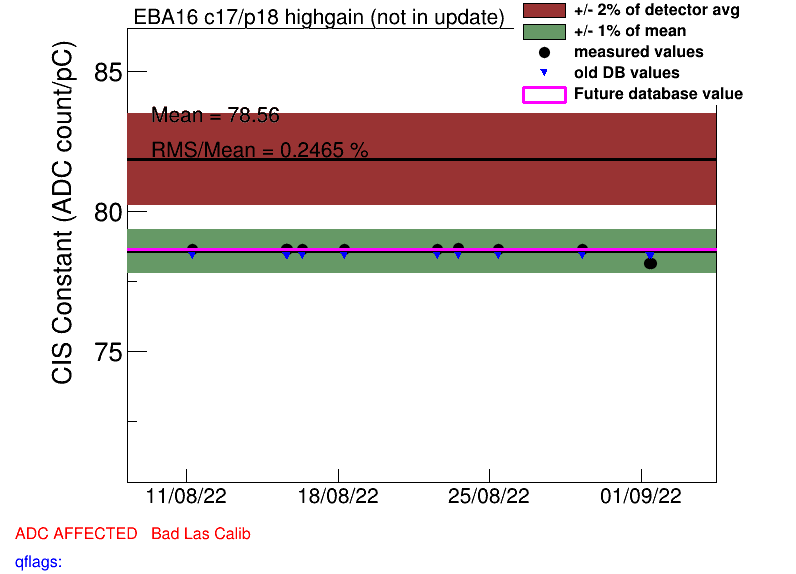 EBA16 c17/p18 highgain (not in update)
+/- 2% of detector avg
+/- 1% of mean
measured values
old DB values
Future database value
CIS Constant (ADC count/pC)
85
Mean = 78.56
RMS/Mean = 0.2465 %
80
75
11/08/22 18/08/22 25/08/22 01/09/22
ADC AFFECTED Bad Las Calib
qflags: